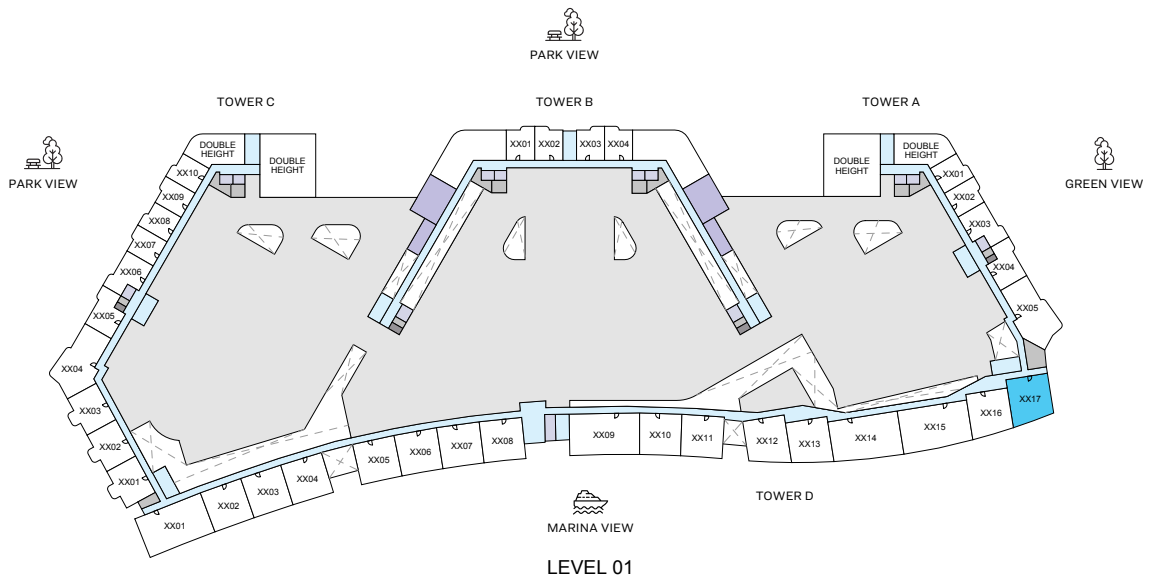 PARK VIEW
TOWER C
TOWER B
TOWER A
PARK VIEW
GREEN VIEW
DOUBLE
HEIGHT
DOUBLE
HEIGHT
XX10
XX09
XX08
XX07
XX06
XX05
XX04
XX03
XX02
XX01
XX01
XX02
XX03
XX04
DOUBLE
HEIGHT
DOUBLE
HEIGHT
XX01
XX02
XX03
XX04
XX05
XX01
XX02
XX03
XX04
XX05
XX06
XX07
XX08
XX09
XX10
XX11
XX12
XX13
XX14
XX15
XX16
XX17
TOWER D
MARINA VIEW
LEVEL 01